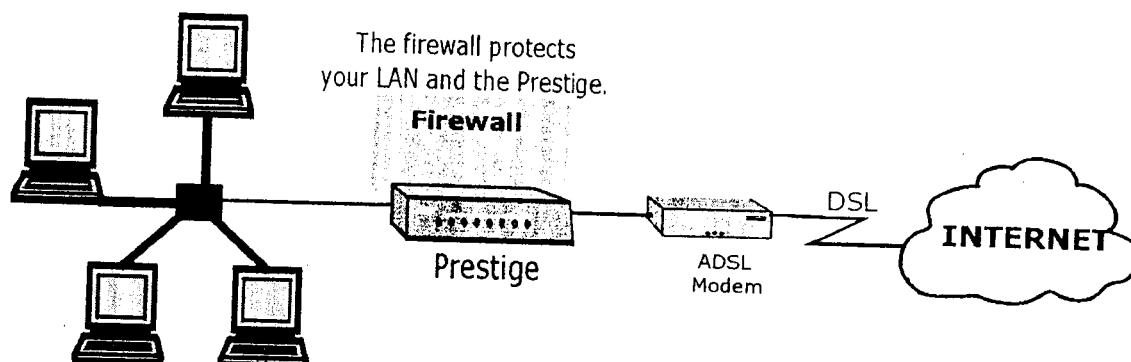 The firewall protects
your LAN and the Prestige.
Firewall
Prestige
ADSL
Modem
DSL
INTERNET